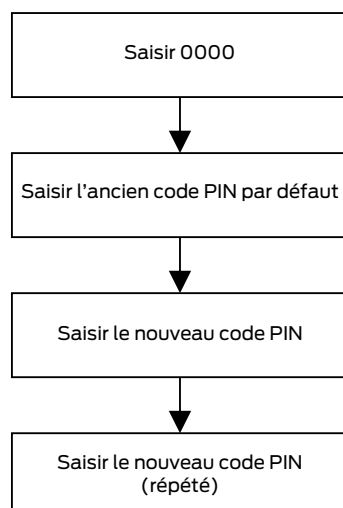 Saisir 0000
Saisir l'ancien code PIN par défaut
Saisir le nouveau code PIN
Saisir le nouveau code PIN
(répété)